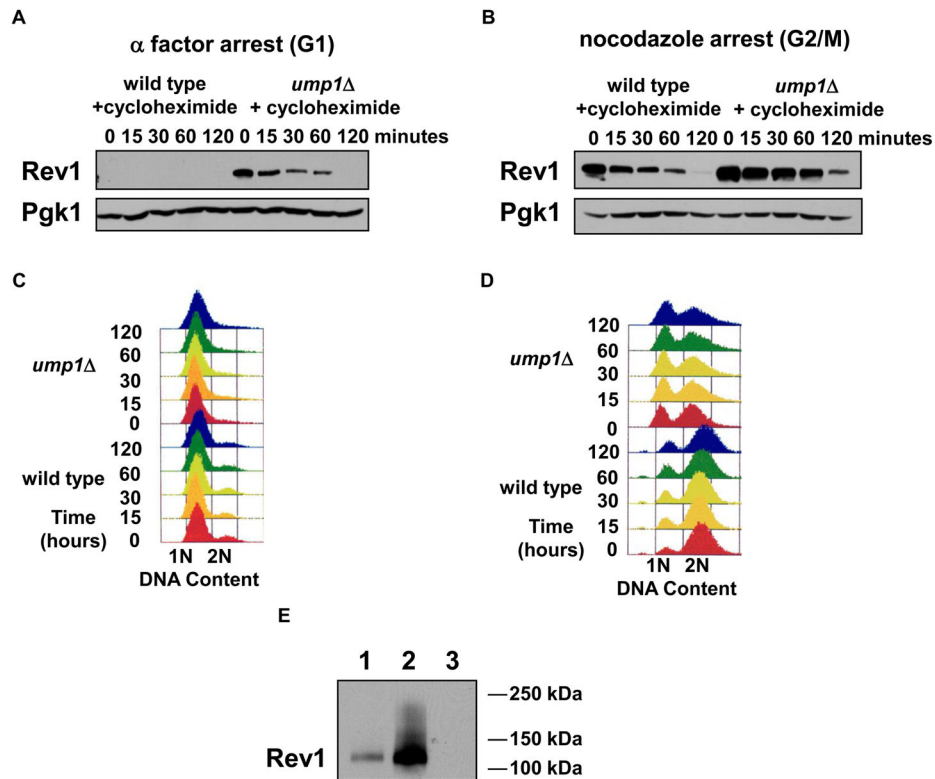 A
α factor arrest (G1)
wild type
+cycloheximide
ump1Δ
+ cycloheximide
0 15 30 60 120 0 15 30 60 120 minutes
Rev1
Pgk1
B
nocodazole arrest (G2/M)
wild type
+cycloheximide
ump1Δ
+ cycloheximide
0 15 30 60 120 0 15 30 60 120 minutes
Rev1
Pgk1
C
120
60
ump1Δ
30
15
0
120
60
wild type
30
Time
15
(hours)
0
1N 2N
DNA Content
D
120
60
ump1Δ
30
15
0
120
60
wild type
30
Time
15
(hours)
0
1N 2N
DNA Content
E
1 2 3
250 kDa
150 kDa
Rev1
100 kDa